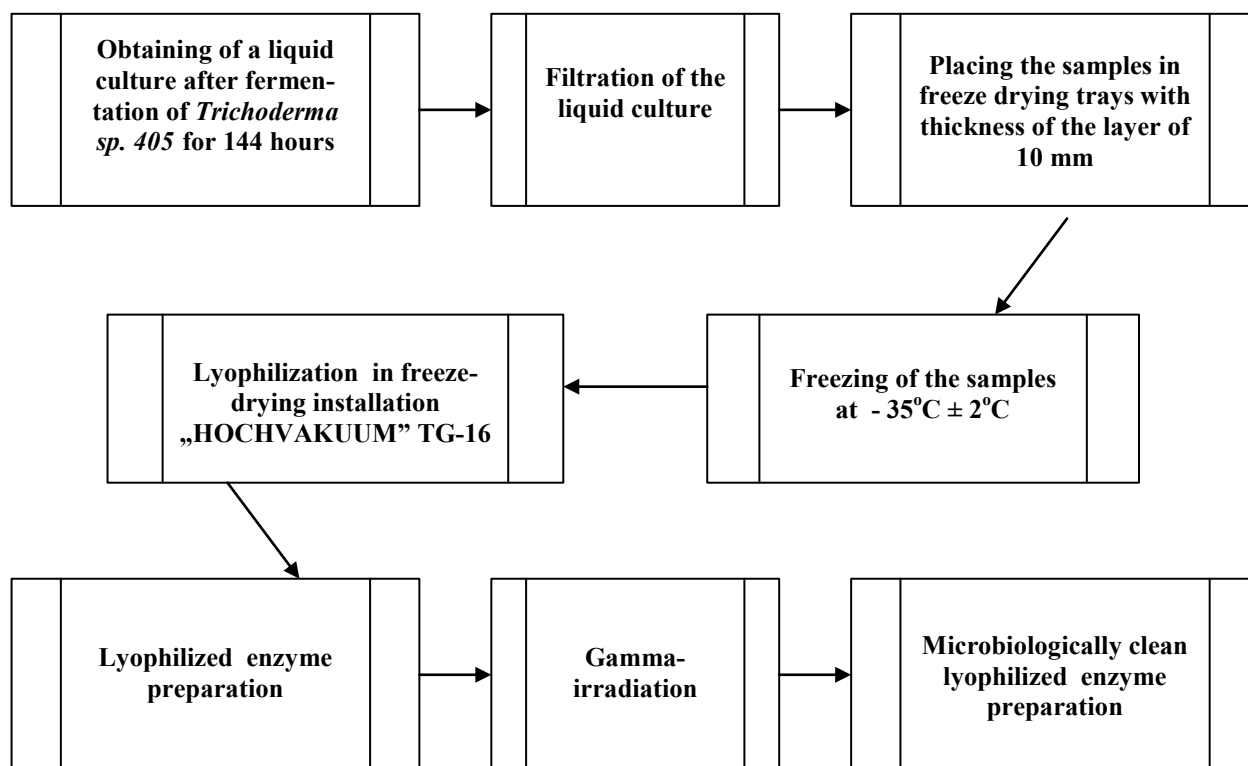 Obtaining of a liquid
culture after fermen-
tation of Trichoderma
sp. 405 for 144 hours
Filtration of the
liquid culture
Placing the samples in
freeze drying trays with
thickness of the layer of
10 mm
Freezing of the samples
at - 35°C ± 2°C
Lyophilization in freeze-
drying installation
„HOCHVAKUUM” TG-16
Lyophilized enzyme
preparation
Gamma-
irradiation
Microbiologically clean
lyophilized enzyme
preparation